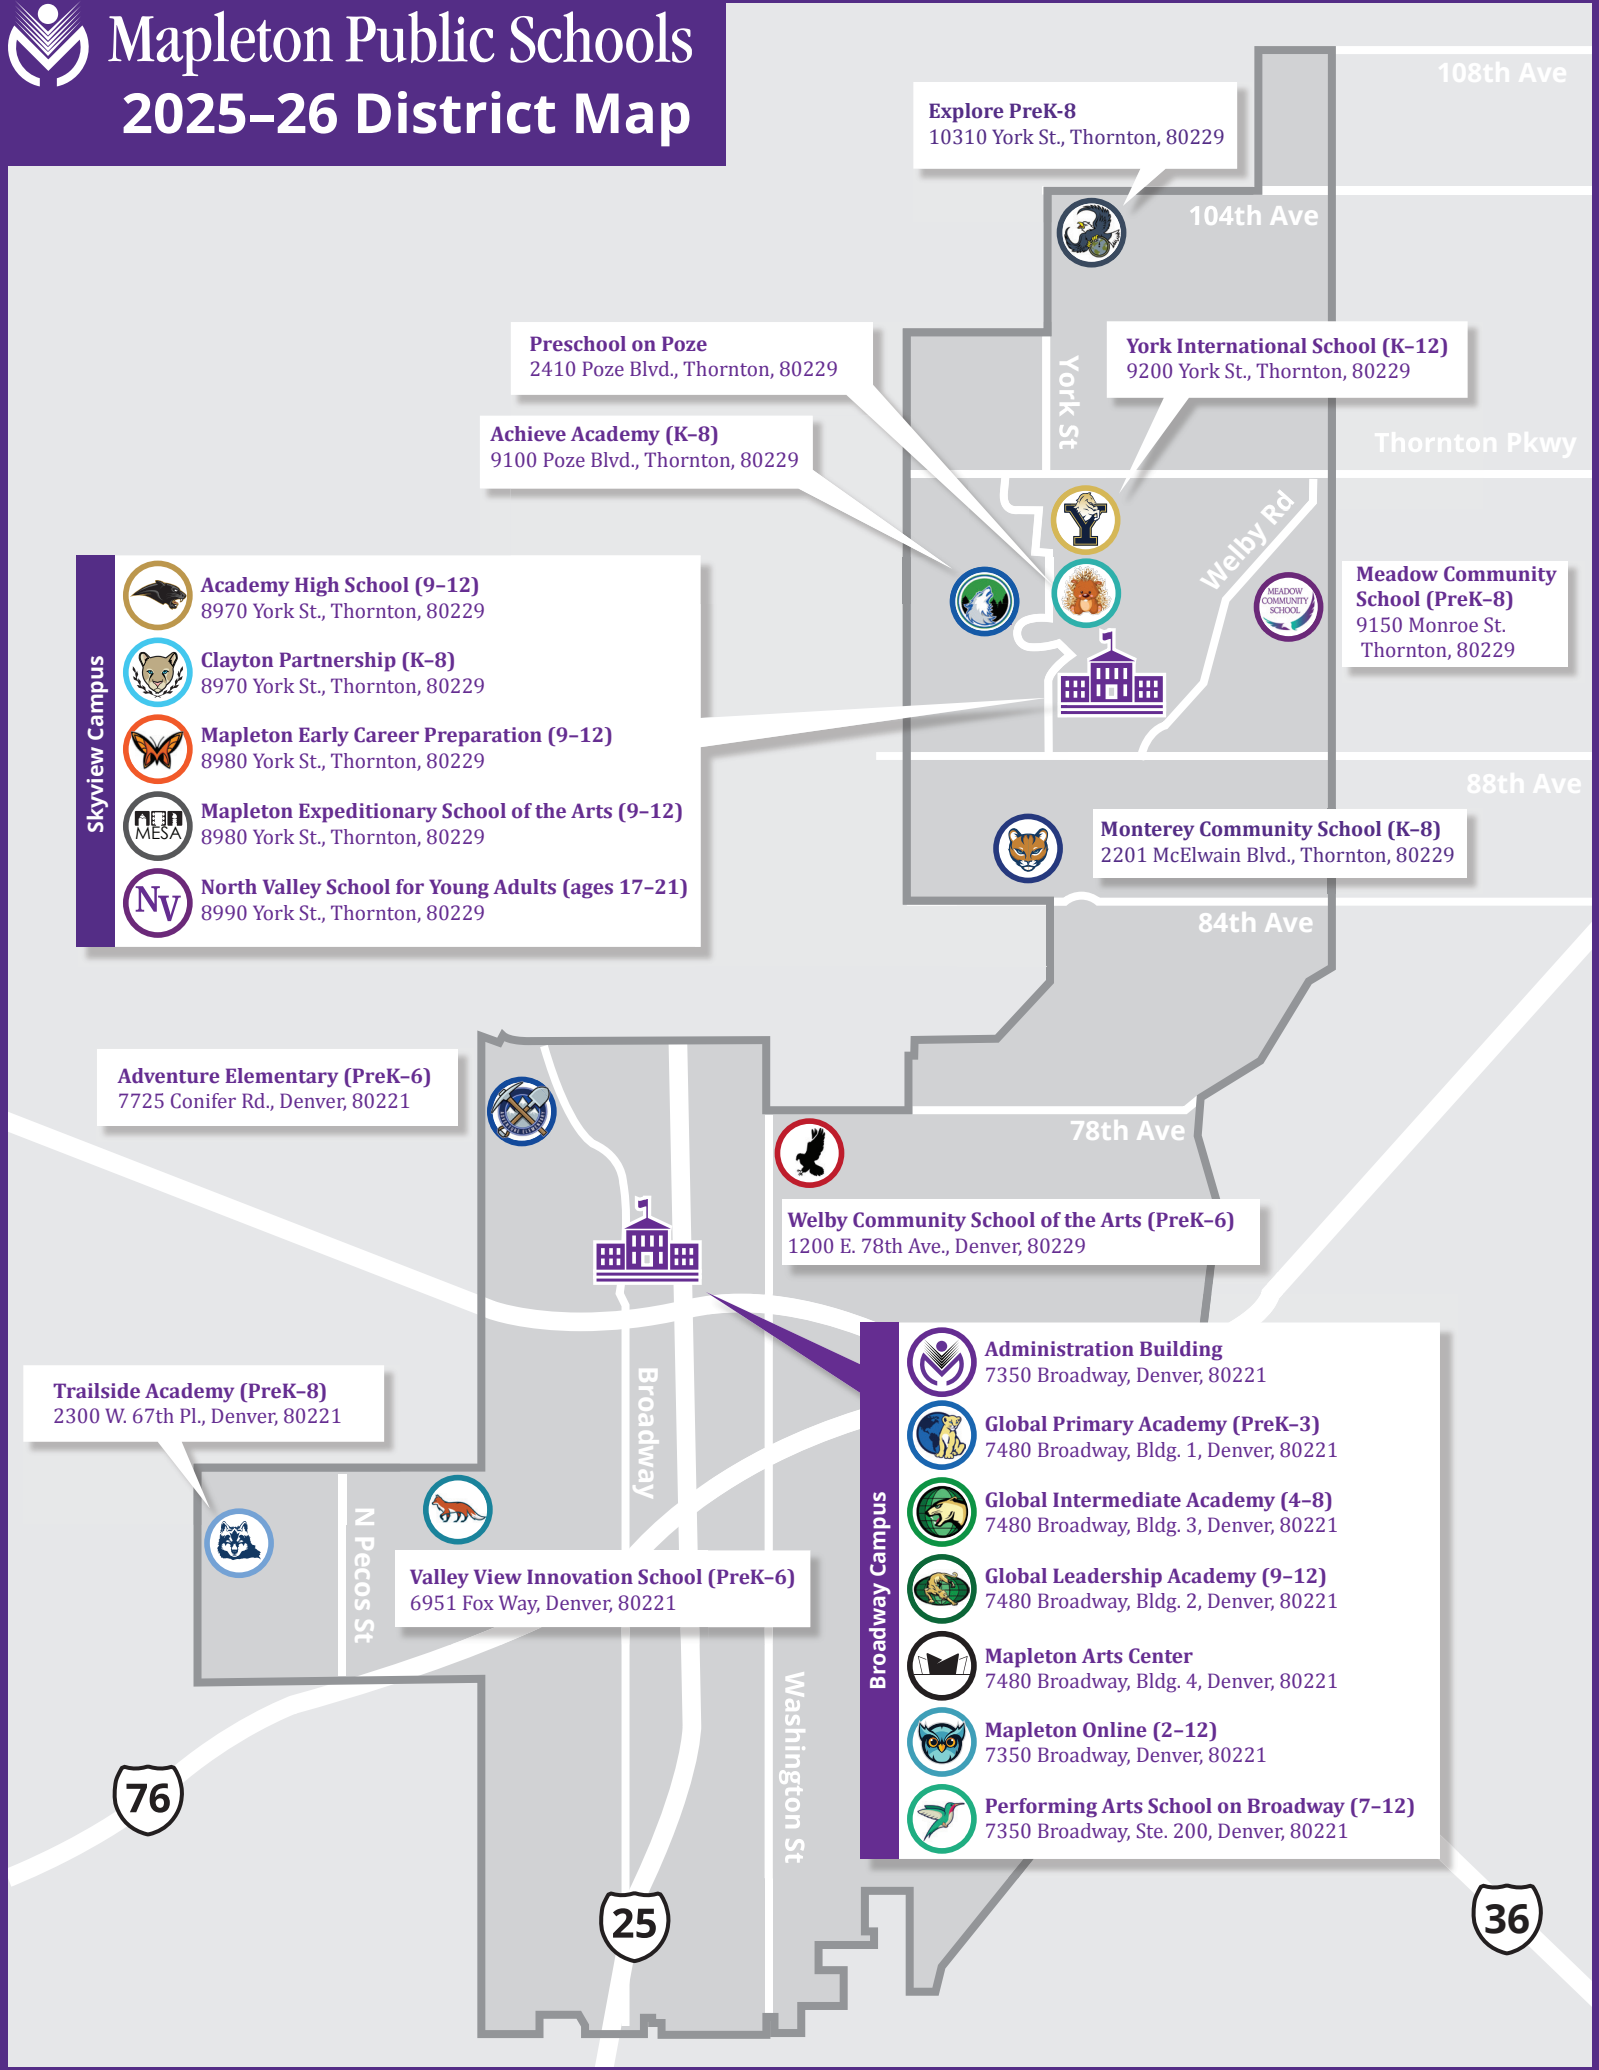 Mapleton Public Schools
2025–26 District Map
108th Ave
Explore PreK-8
10310 York St., Thornton, 80229
104th Ave
Preschool on Poze
2410 Poze Blvd., Thornton, 80229
York International School (K–12)
9200 York St., Thornton, 80229
York St
Achieve Academy (K–8)
9100 Poze Blvd., Thornton, 80229
Thornton Pkwy
Y
Welby Rd
MEADOW
COMMUNITY
SCHOOL
Meadow Community
School (PreK–8)
9150 Monroe St.
Thornton, 80229
Skyview Campus
Academy High School (9–12)
8970 York St., Thornton, 80229
Clayton Partnership (K–8)
8970 York St., Thornton, 80229
Mapleton Early Career Preparation (9–12)
8980 York St., Thornton, 80229
MESA
Mapleton Expeditionary School of the Arts (9–12)
8980 York St., Thornton, 80229
NV
North Valley School for Young Adults (ages 17–21)
8990 York St., Thornton, 80229
88th Ave
Monterey Community School (K–8)
2201 McElwain Blvd., Thornton, 80229
84th Ave
Adventure Elementary (PreK–6)
7725 Conifer Rd., Denver, 80221
78th Ave
Welby Community School of the Arts (PreK–6)
1200 E. 78th Ave., Denver, 80229
Broadway
Trailside Academy (PreK–8)
2300 W. 67th Pl., Denver, 80221
N Pecos St
Valley View Innovation School (PreK–6)
6951 Fox Way, Denver, 80221
Washington St
Broadway Campus
Administration Building
7350 Broadway, Denver, 80221
Global Primary Academy (PreK–3)
7480 Broadway, Bldg. 1, Denver, 80221
Global Intermediate Academy (4–8)
7480 Broadway, Bldg. 3, Denver, 80221
Global Leadership Academy (9–12)
7480 Broadway, Bldg. 2, Denver, 80221
Mapleton Arts Center
7480 Broadway, Bldg. 4, Denver, 80221
Mapleton Online (2–12)
7350 Broadway, Denver, 80221
Performing Arts School on Broadway (7–12)
7350 Broadway, Ste. 200, Denver, 80221
76
25
36